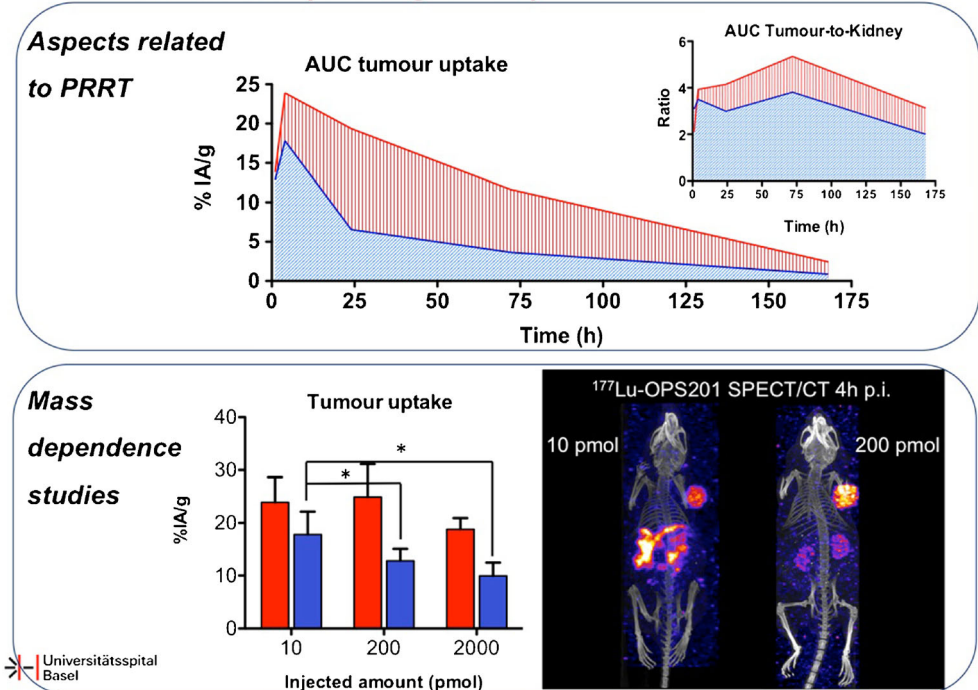 Aspects related
to PRRT
AUC tumour uptake
% IA/g
25
20
15
10
5
0
0 25 50 75 100 125 150 175
Time (h)
AUC Tumour-to-Kidney
Ratio
6
4
2
0
0 25 50 75 100 125 150 175
Time (h)
Mass
dependence
studies
Tumour uptake
%IA/g
40
30
20
10
0
*
*
10 200 2000
Injected amount (pmol)
¹⁷⁷Lu-OPS201 SPECT/CT 4h p.i.
10 pmol
200 pmol
Universitätsspital
Basel